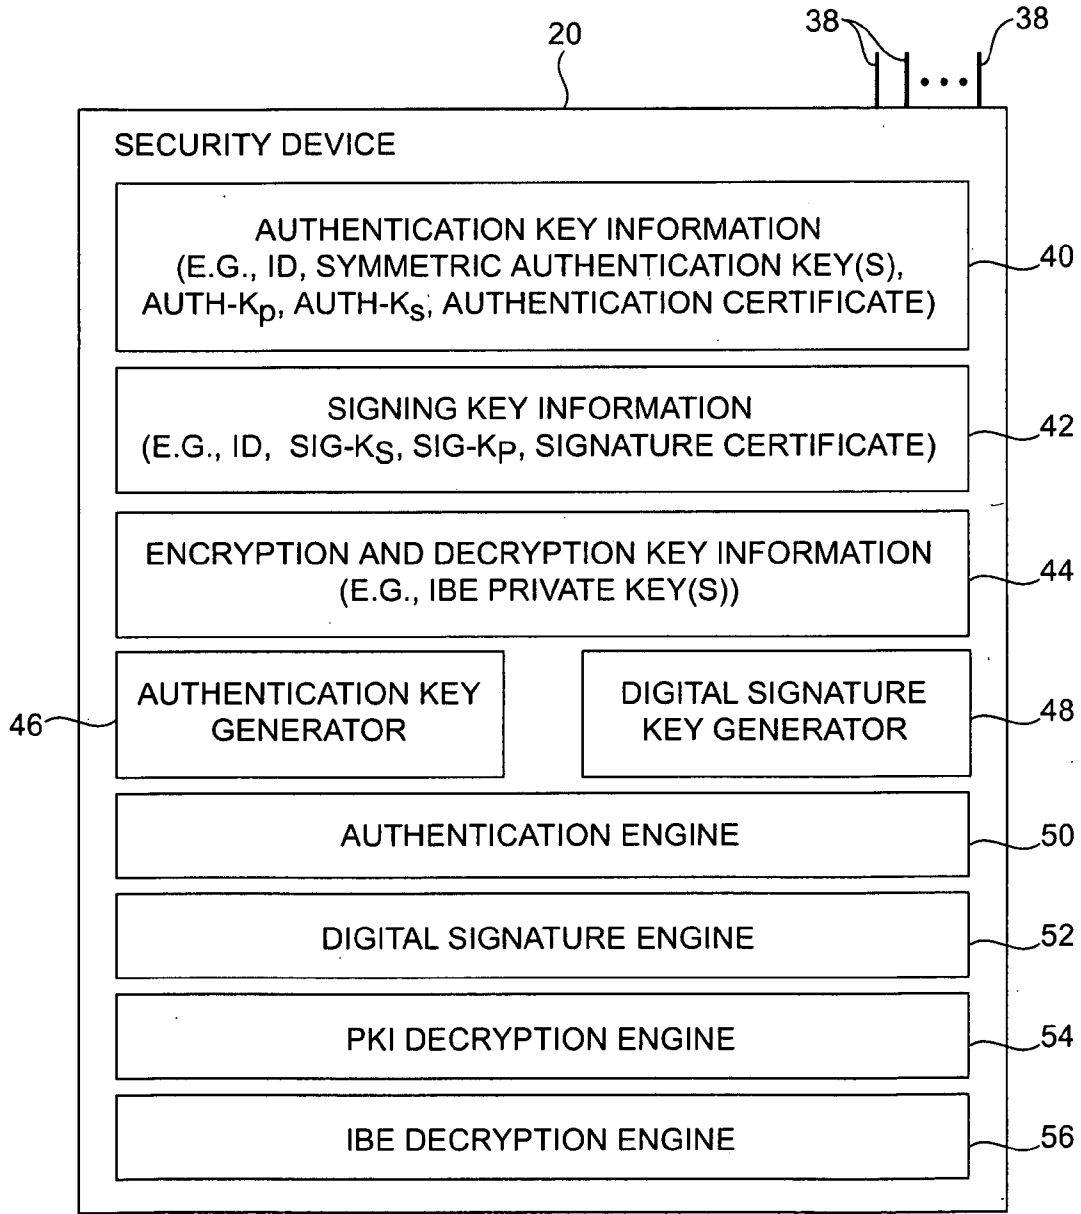 38 38
20
SECURITY DEVICE
AUTHENTICATION KEY INFORMATION
(E.G., ID, SYMMETRIC AUTHENTICATION KEY(S),
AUTH-Kp, AUTH-Ks, AUTHENTICATION CERTIFICATE)
40
SIGNING KEY INFORMATION
(E.G., ID, SIG-KS, SIG-KP, SIGNATURE CERTIFICATE)
42
ENCRYPTION AND DECRYPTION KEY INFORMATION
(E.G., IBE PRIVATE KEY(S))
44
AUTHENTICATION KEY
GENERATOR
46
DIGITAL SIGNATURE
KEY GENERATOR
48
AUTHENTICATION ENGINE
50
DIGITAL SIGNATURE ENGINE
52
PKI DECRYPTION ENGINE
54
IBE DECRYPTION ENGINE
56